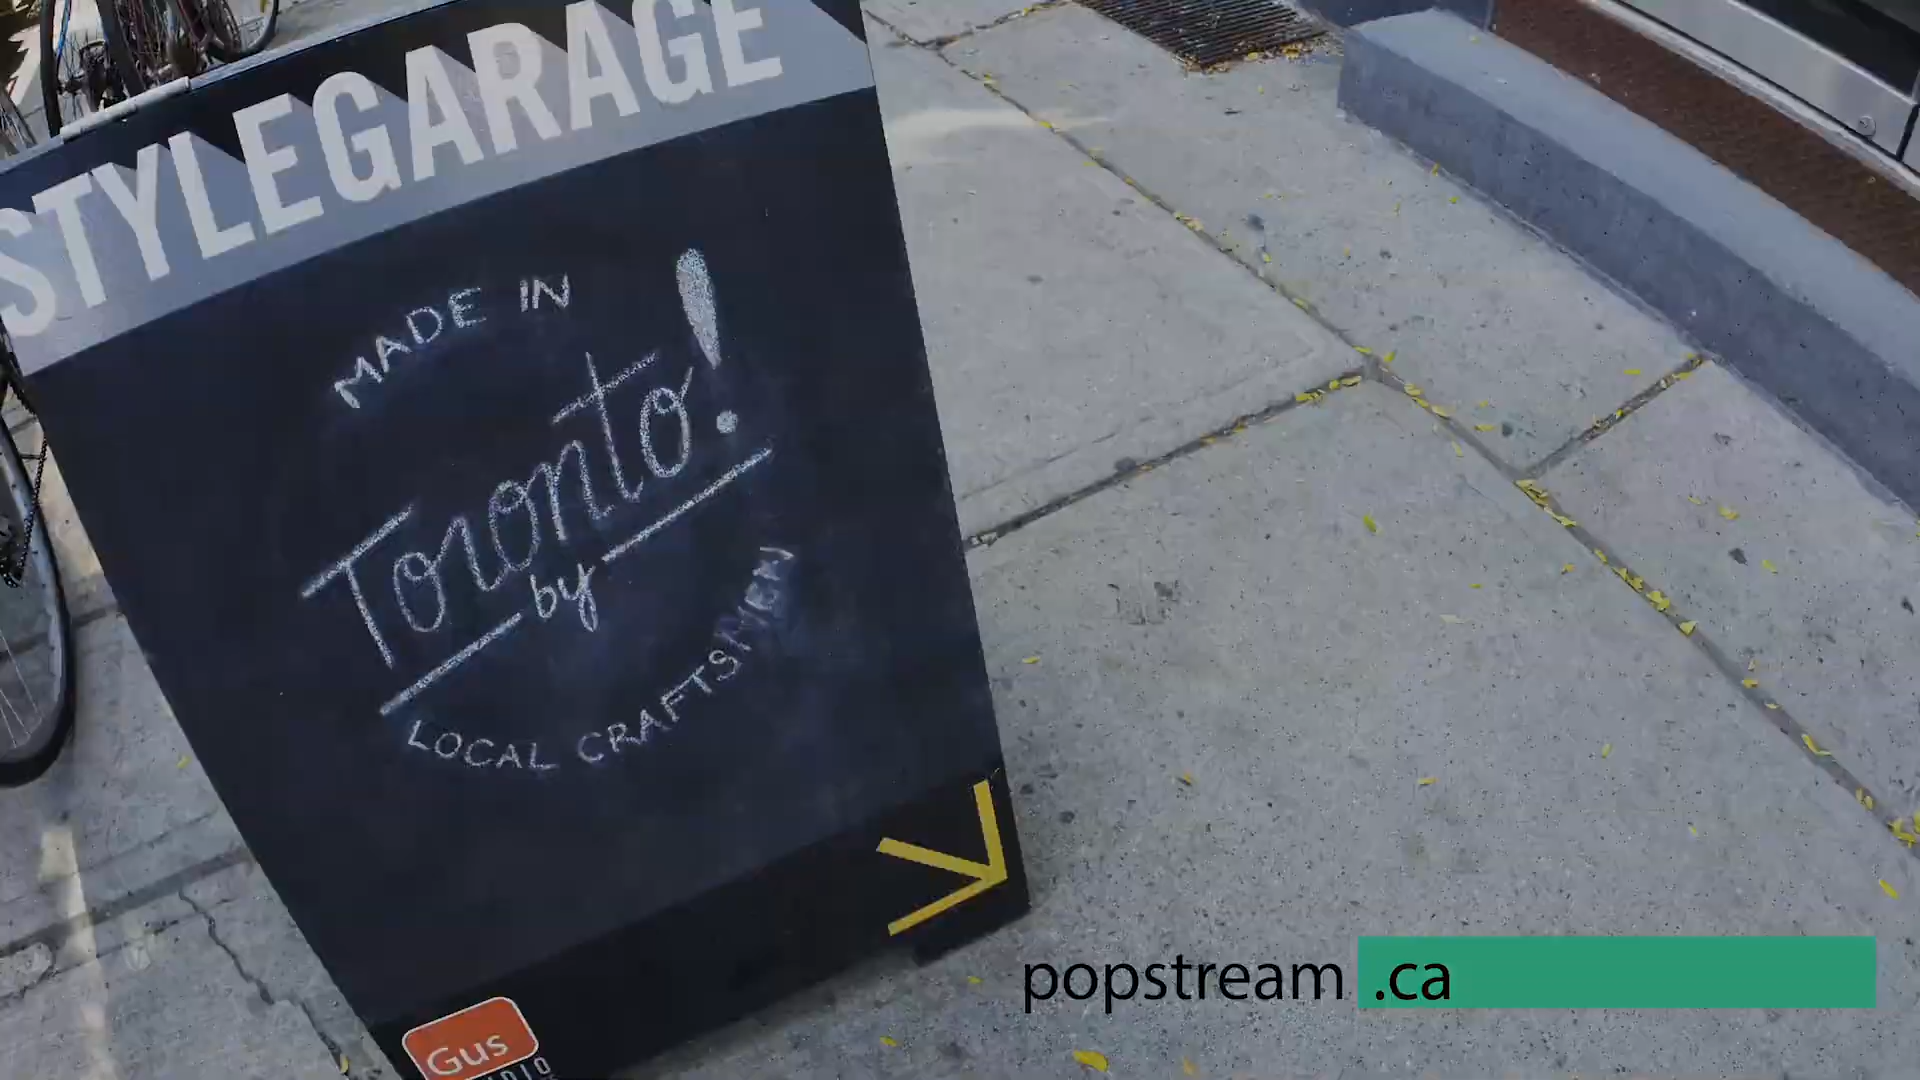 STYLEGARAGE
MADE IN
Toronto!
by
LOCAL CRAFTSMEN
Gus
popstream .ca